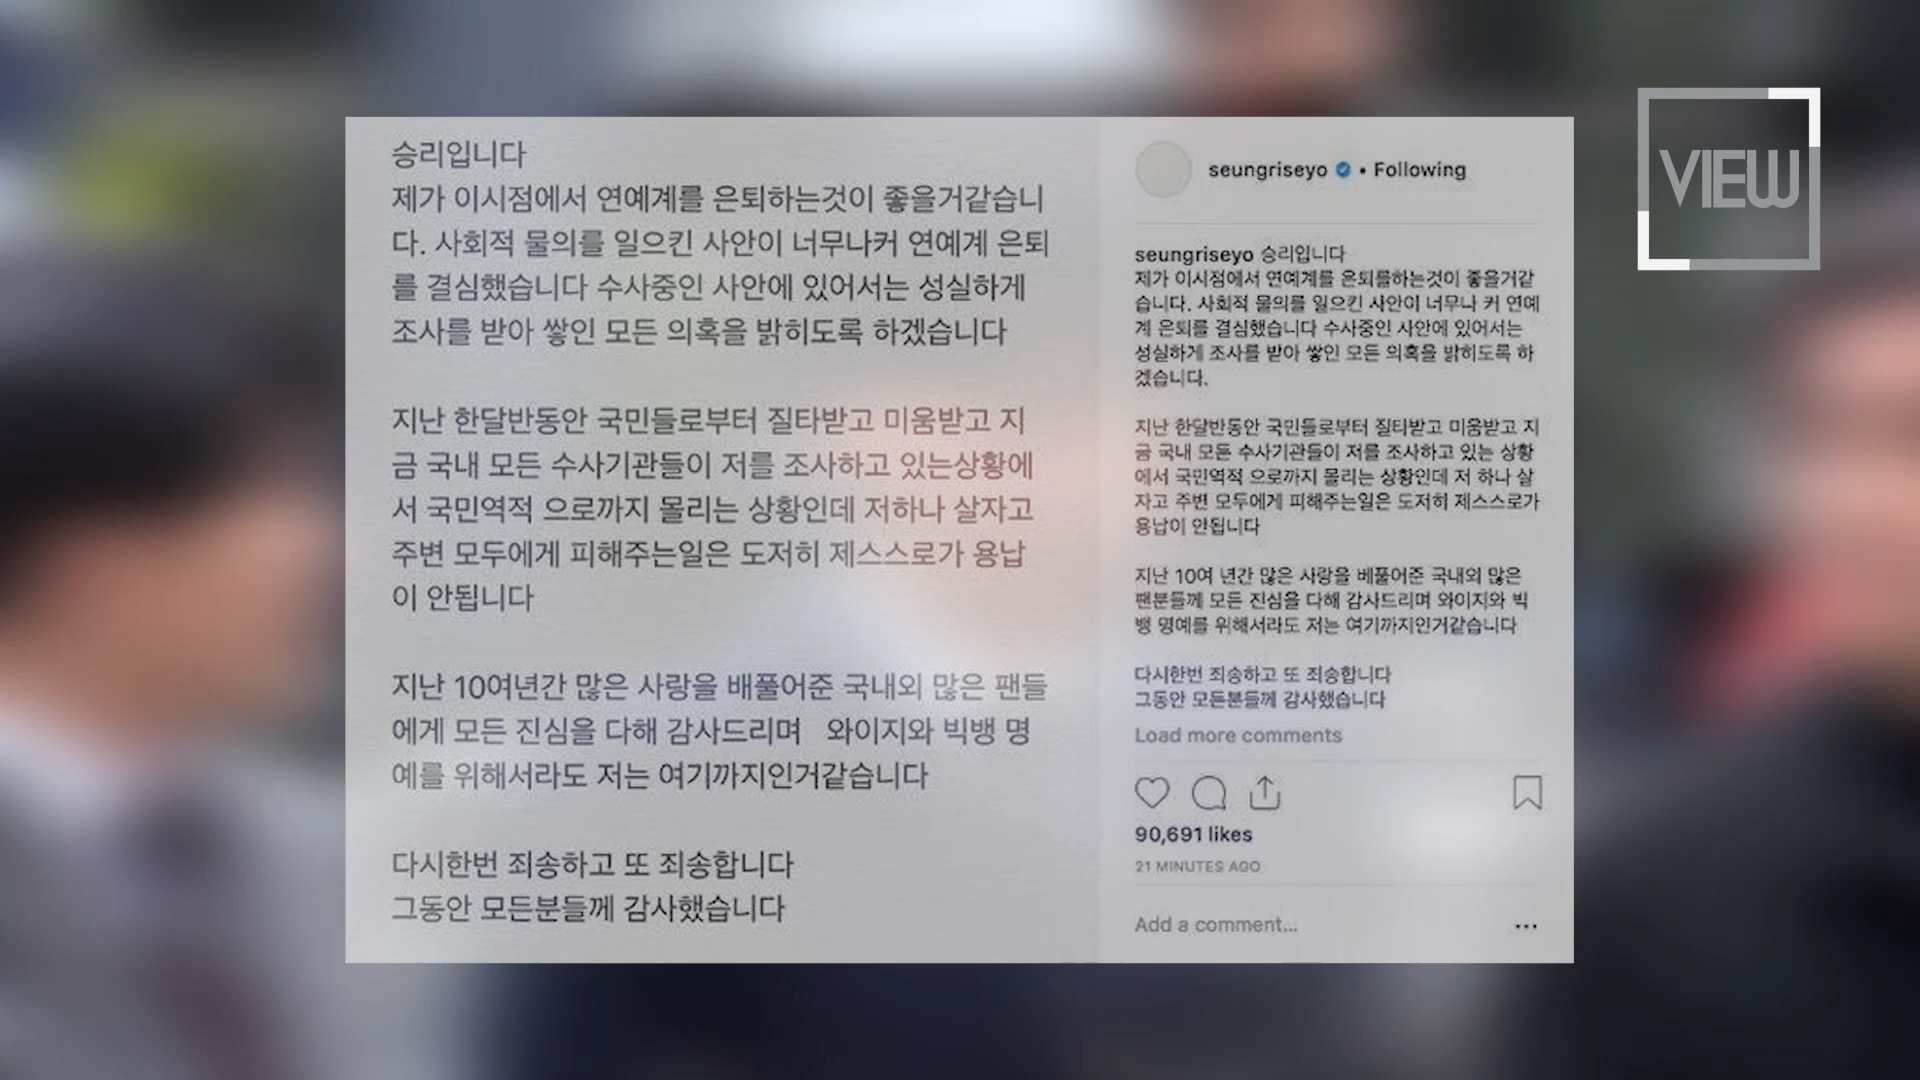 승리입니다
제가 이시점에서 연예계를 은퇴하는것이 좋을거같습니
다. 사회적 물의를 일으킨 사안이 너무나커 연예계 은퇴
를 결심했습니다 수사중인 사안에 있어서는 성실하게
조사를 받아 쌓인 모든 의혹을 밝히도록 하겠습니다
지난 한달반동안 국민들로부터 질타받고 미움받고 지
금 국내 모든 수사기관들이 저를 조사하고 있는상황에
서 국민역적 으로까지 몰리는 상황인데 저하나 살자고
주변 모두에게 피해주는일은 도저히 제스스로가 용납
이 안됩니다
지난 10여년간 많은 사랑을 배풀어준 국내외 많은 팬들
에게 모든 진심을 다해 감사드리며 와이지와 빅뱅 명
예를 위해서라도 저는 여기까지인거같습니다
다시한번 죄송하고 또 죄송합니다
그동안 모든분들께 감사했습니다
seungriseyo • Following
seungriseyo 승리입니다
제가 이시점에서 연예계를 은퇴를하는것이 좋을거같
습니다. 사회적 물의를 일으킨 사안이 너무나 커 연예
계 은퇴를 결심했습니다 수사중인 사안에 있어서는
성실하게 조사를 받아 쌓인 모든 의혹을 밝히도록 하
겠습니다.
지난 한달반동안 국민들로부터 질타받고 미움받고 지
금 국내 모든 수사기관들이 저를 조사하고 있는 상황
에서 국민역적 으로까지 몰리는 상황인데 저 하나 살
자고 주변 모두에게 피해주는일은 도저히 제스스로가
용납이 안됩니다
지난 10여 년간 많은 사랑을 베풀어준 국내외 많은
팬분들께 모든 진심을 다해 감사드리며 와이지와 빅
뱅 명예를 위해서라도 저는 여기까지인거같습니다
다시한번 죄송하고 또 죄송합니다
그동안 모든분들께 감사했습니다
Load more comments
90,691 likes
21 MINUTES AGO
Add a comment...
VIEW